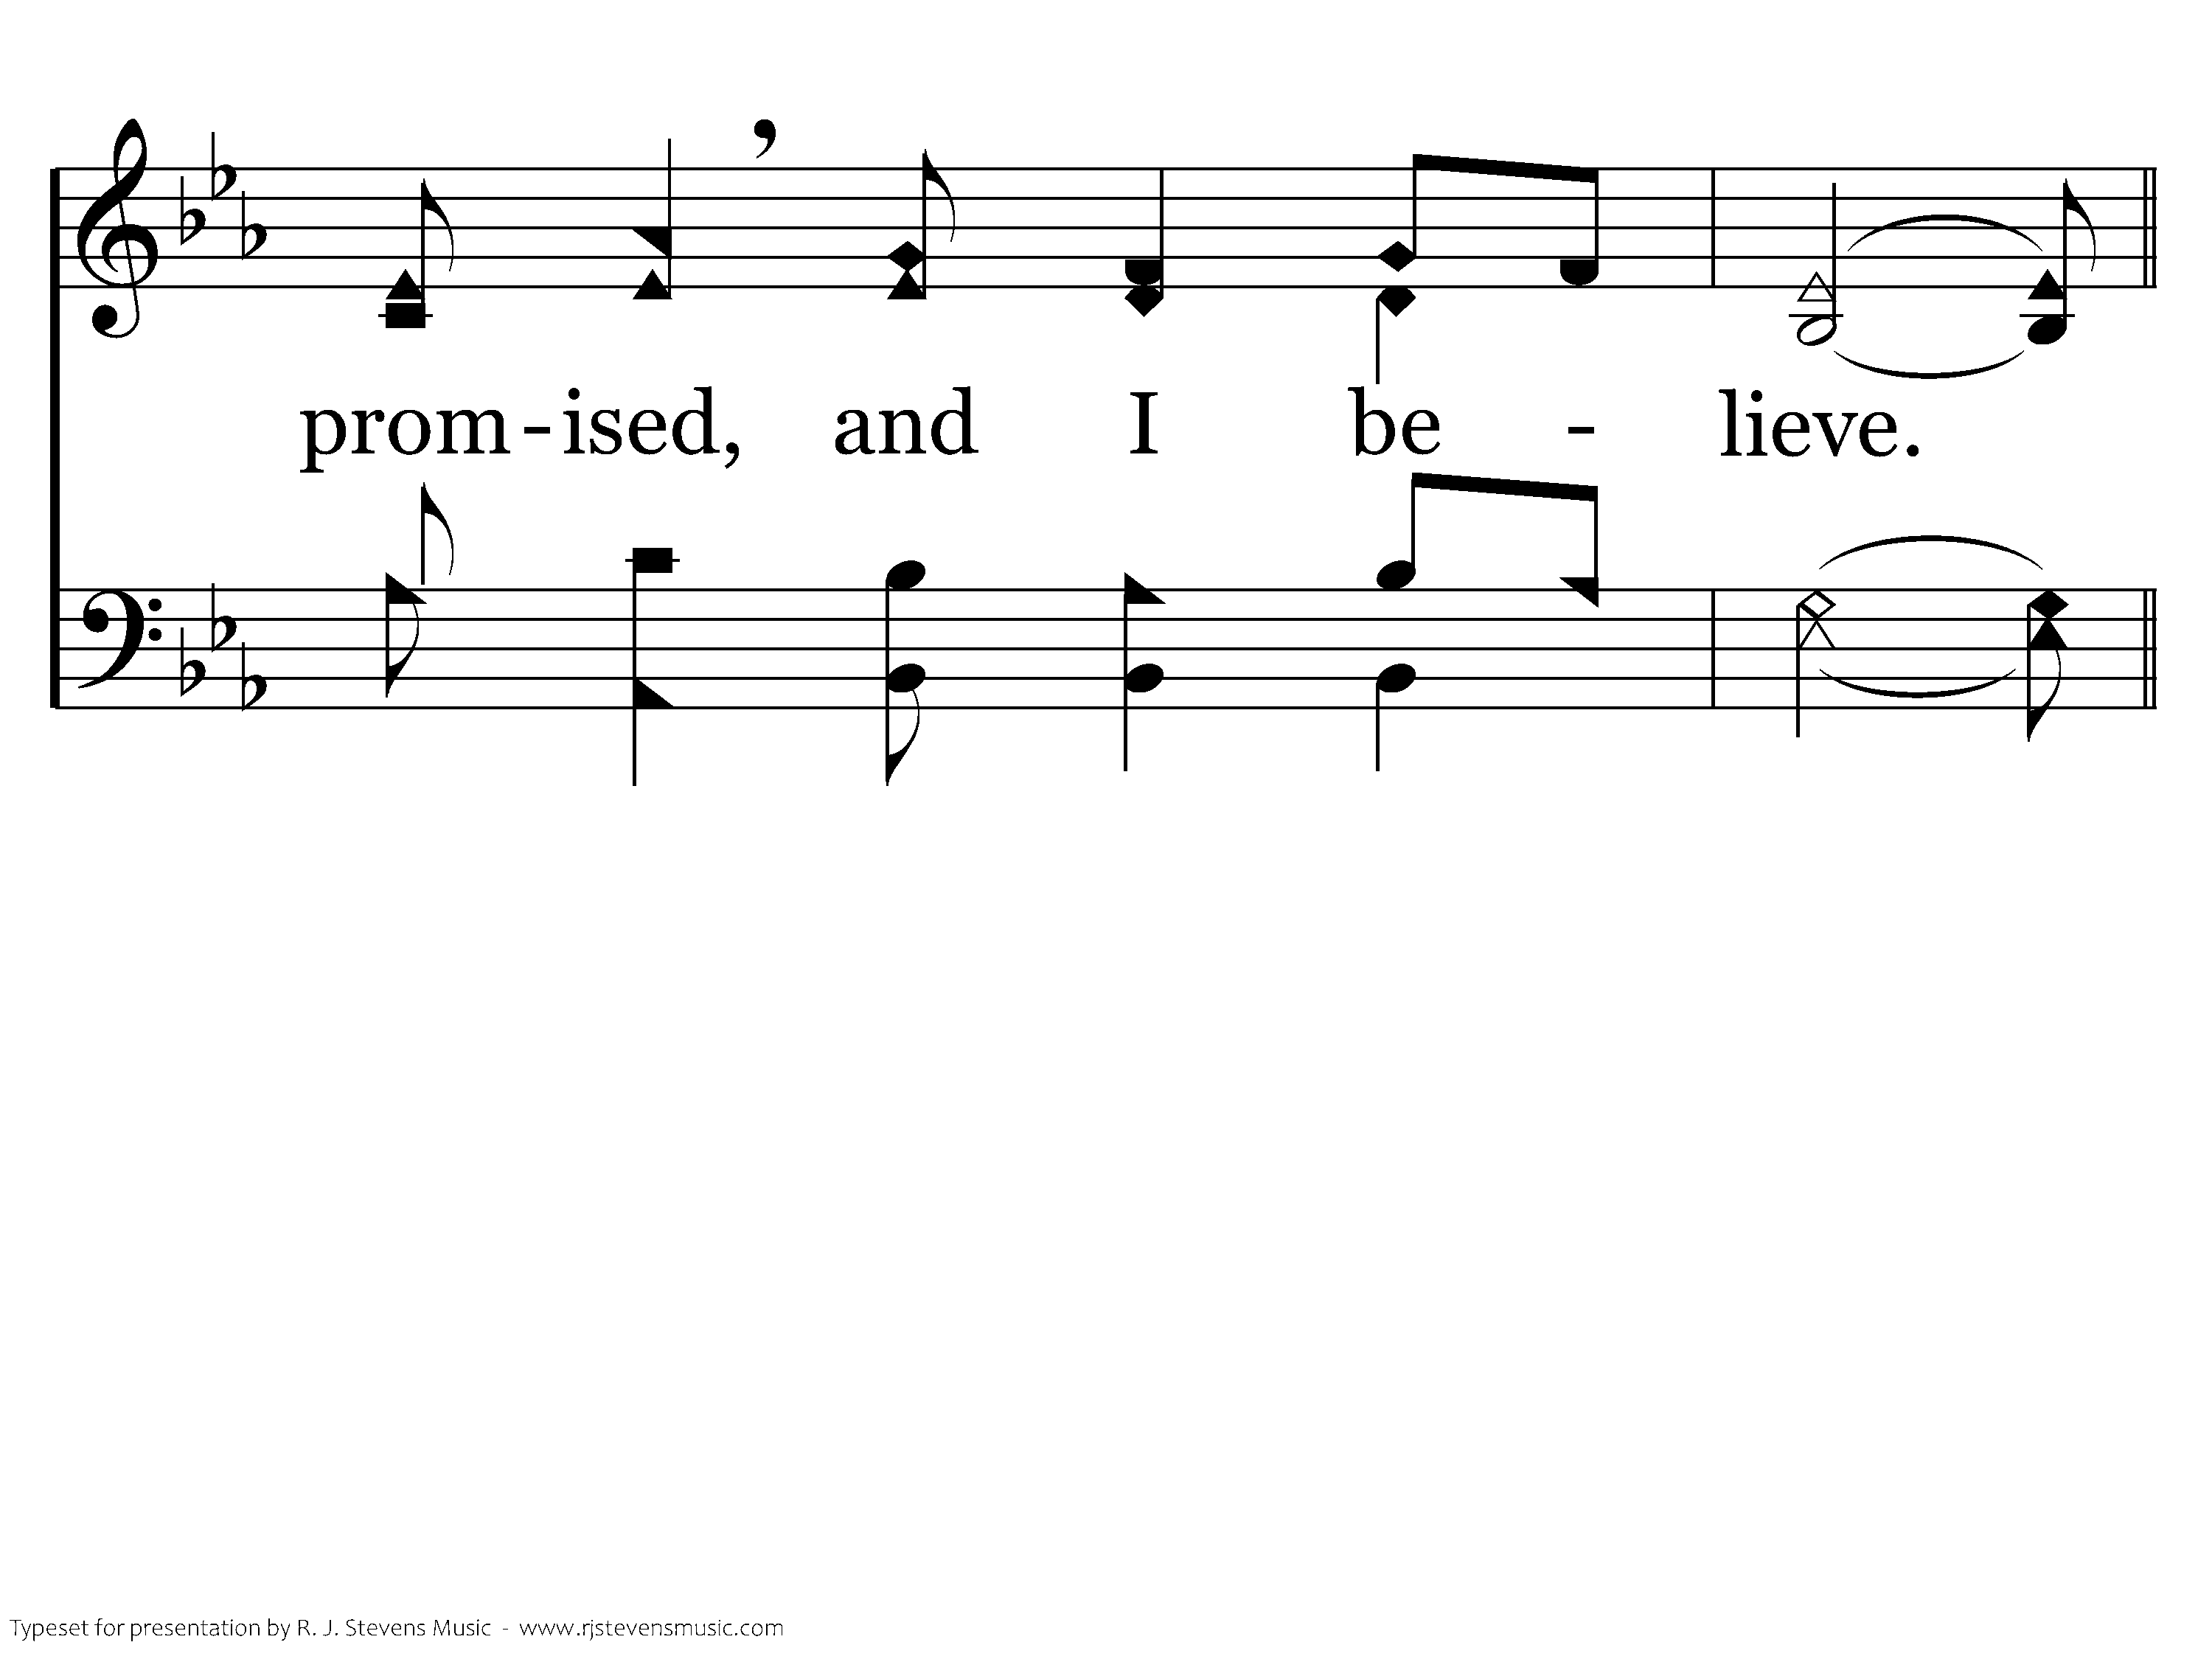 prom-ised, and I be - lieve.
Typeset for presentation by R. J. Stevens Music - www.rjstevensmusic.com